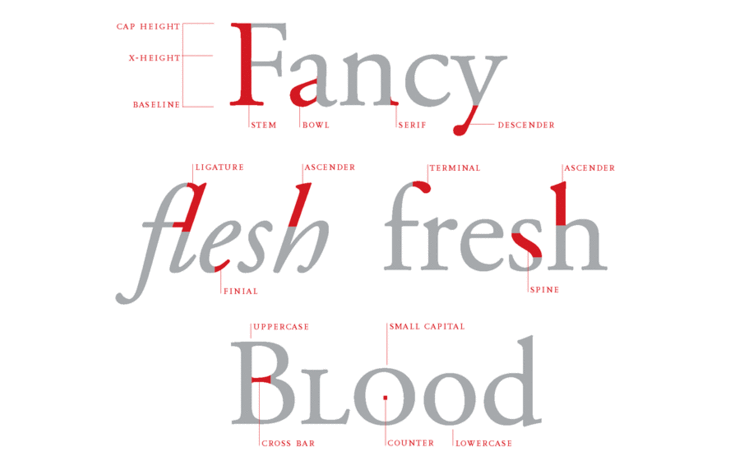 CAP HEIGHT
X-HEIGHT
BASELINE
Fancy
STEM BOWL SERIF DESCENDER
LIGATURE ASCENDER TERMINAL ASCENDER
flesh fresh
FINIAL SPINE
UPPERCASE SMALL CAPITAL
BLOod
CROSS BAR COUNTER LOWERCASE